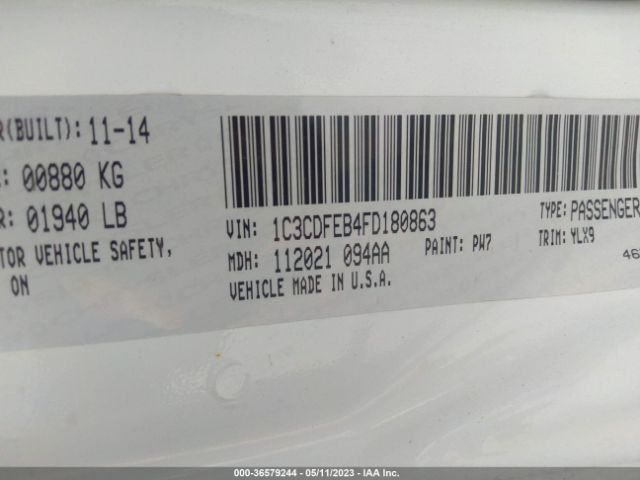 R(BUILT): 11-14
: 00880 KG
R: 01940 LB
TOR VEHICLE SAFETY,
ON
VIN: 1C3CDFEB4FD180863
TYPE: PASSENGER
MDH: 112021 094AA
PAINT: PW7
TRIM: YLX9
VEHICLE MADE IN U.S.A.
46
000-36579244 - 05/11/2023 - IAA Inc.